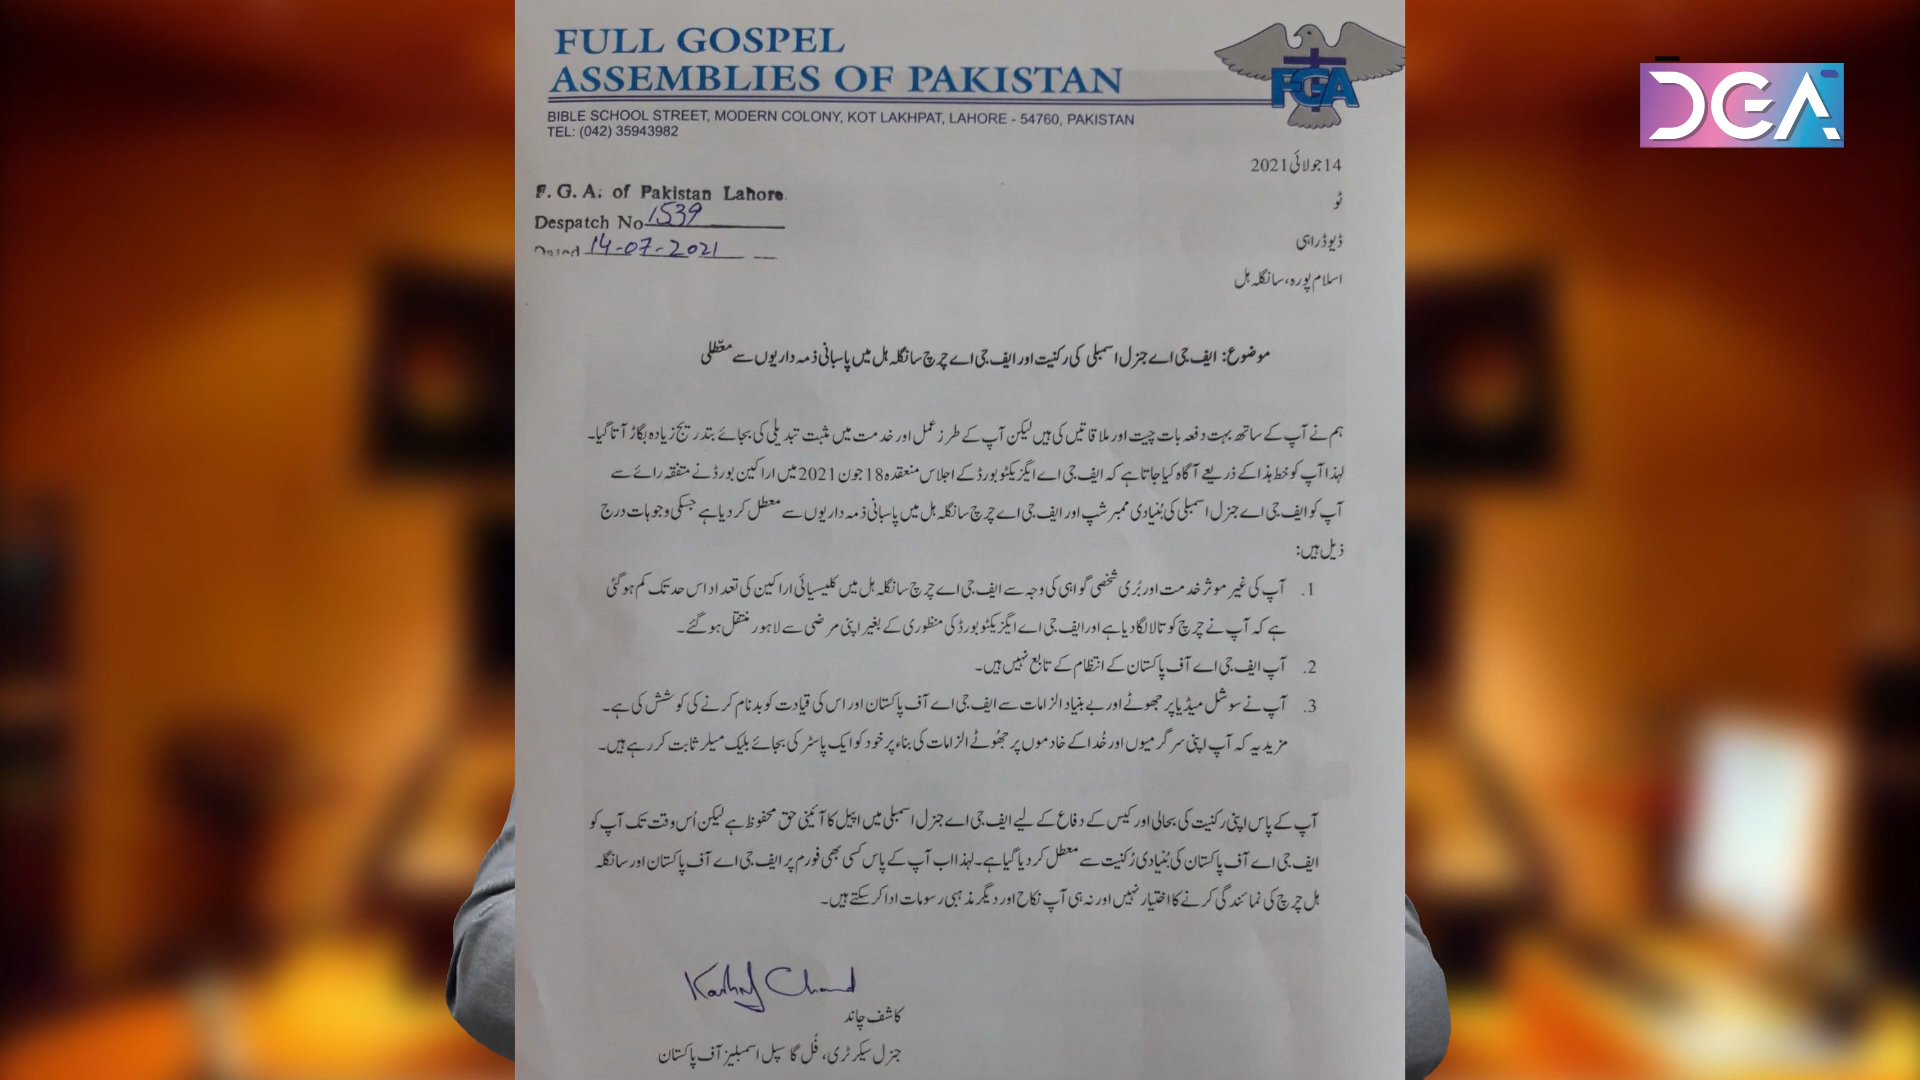 FULL GOSPEL
ASSEMBLIES OF PAKISTAN
FGA
BIBLE SCHOOL STREET, MODERN COLONY, KOT LAKHPAT, LAHORE - 54760, PAKISTAN
TEL: (042) 35943982
DGA
14 جولائی 2021
F. G. A. of Pakistan Lahore.
Despatch No 1539
Dated 14-07-2021
ٹو
ڈیوڈ راہی
اسلام پورہ، سانگلہ ہل
موضوع: ایف جی اے جنرل اسمبلی کی رکنیت اور ایف جی اے چرچ سانگلہ ہل میں پاسبانی ذمہ داریوں سے معطّلی
ہم نے آپ کے ساتھ بہت دفعہ بات چیت اور ملاقاتیں کی ہیں لیکن آپ کے طرز عمل اور خدمت میں مثبت تبدیلی کی بجائے بتدریج زیادہ بگاڑ آتا گیا۔
لہذا آپ کو خط ہذا کے ذریعے آگاہ کیا جاتا ہے کہ ایف جی اے ایگزیکٹو بورڈ کے اجلاس منعقدہ 18 جون 2021 میں اراکین بورڈ نے متفقہ رائے سے
آپ کو ایف جی اے جنرل اسمبلی کی بُنیادی ممبر شپ اور ایف جی اے چرچ سانگلہ ہل میں پاسبانی ذمہ داریوں سے معطل کر دیا ہے جسکی وجوہات درج
ذیل ہیں:
1. آپ کی غیر موثر خدمت اور بُری شخصی گواہی کی وجہ سے ایف جی اے چرچ سانگلہ ہل میں کلیسیائی اراکین کی تعداد اس حد تک کم ہو گئی
ہے کہ آپ نے چرچ کو تالا لگا دیا ہے اور ایف جی اے ایگزیکٹو بورڈ کی منظوری کے بغیر اپنی مرضی سے لاہور منتقل ہو گئے۔
2. آپ ایف جی اے آف پاکستان کے انتظام کے تابع نہیں ہیں۔
3. آپ نے سوشل میڈیا پر جھوٹے اور بے بنیاد الزامات سے ایف جی اے آف پاکستان اور اس کی قیادت کو بدنام کرنے کی کوشش کی ہے۔
مزید یہ کہ آپ اپنی سرگرمیوں اور خُدا کے خادموں پر جھُوٹے الزامات کی بناء پر خود کو ایک پاسٹر کی بجائے بلیک میلر ثابت کر رہے ہیں۔
آپ کے پاس اپنی رکنیت کی بحالی اور کیس کے دفاع کے لیے ایف جی اے جنرل اسمبلی میں اپیل کا آئینی حق محفوظ ہے لیکن اُس وقت تک آپ کو
ایف جی اے آف پاکستان کی بُنیادی رُکنیت سے معطل کر دیا گیا ہے۔ لہذا اب آپ کے پاس کسی بھی فورم پر ایف جی اے آف پاکستان اور سانگلہ
ہل چرچ کی نمائندگی کرنے کا اختیار نہیں اور نہ ہی آپ نکاح اور دیگر مذہبی رسومات ادا کر سکتے ہیں۔
Kashif Chand
کاشف چاند
جنرل سیکرٹری، فُل گاسپل اسمبلیز آف پاکستان